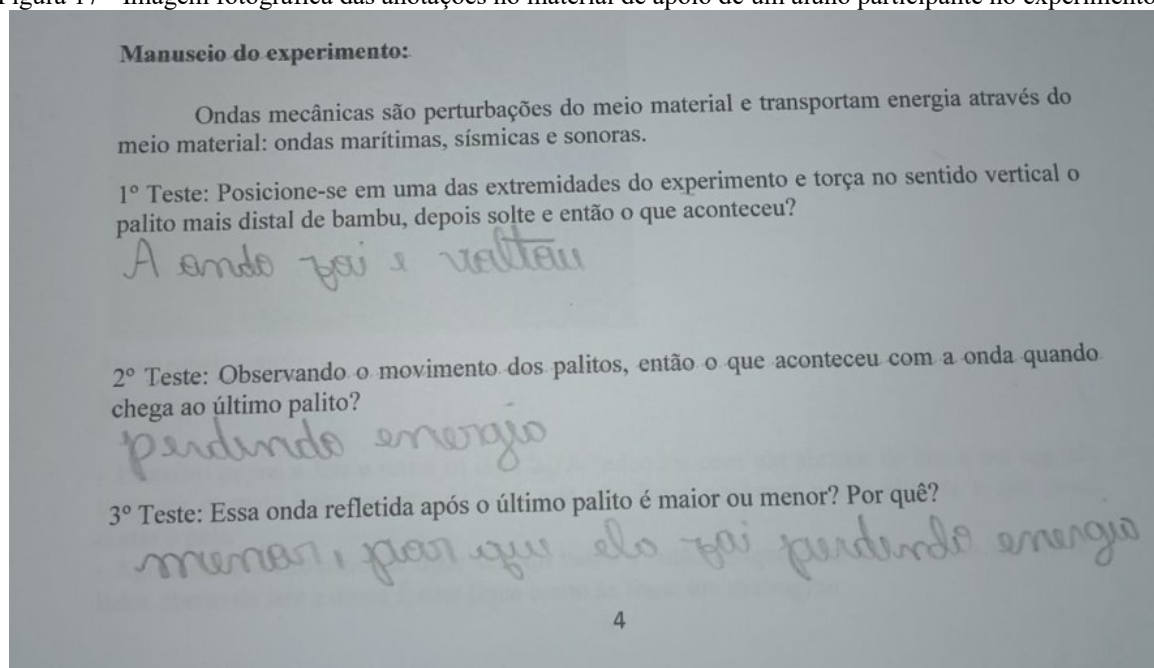 Figura 17 - Imagem fotográfica das anotações no material de apoio de um aluno participante no experimento
Manuseio do experimento:
Ondas mecânicas são perturbações do meio material e transportam energia através do
meio material: ondas marítimas, sísmicas e sonoras.
1º Teste: Posicione-se em uma das extremidades do experimento e torça no sentido vertical o
palito mais distal de bambu, depois solte e então o que aconteceu?
A onda foi e voltou
2º Teste: Observando o movimento dos palitos, então o que aconteceu com a onda quando
chega ao último palito?
perdendo energia
3º Teste: Essa onda refletida após o último palito é maior ou menor? Por quê?
menor, por que ela foi perdendo energia
4